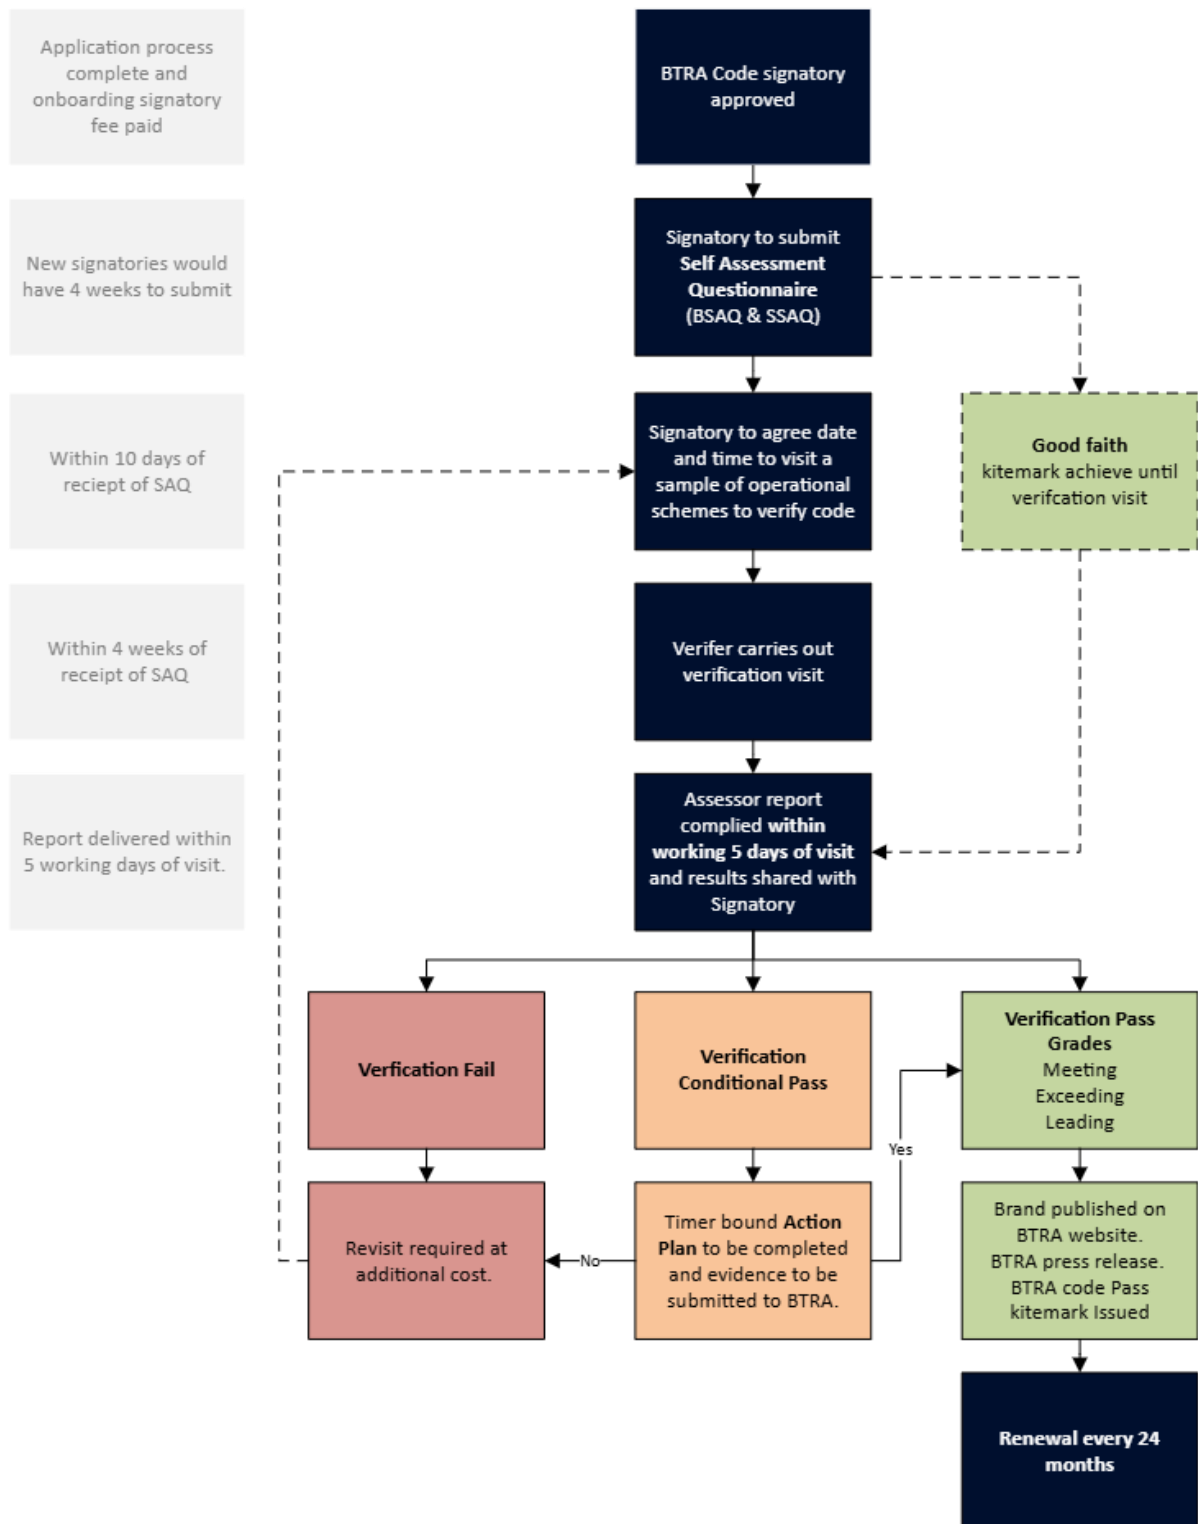 Application process
complete and
onboarding signatory
fee paid
BTRA Code signatory
approved
New signatories would
have 4 weeks to submit
Signatory to submit
Self Assessment
Questionnaire
(BSAQ & SSAQ)
Within 10 days of
reciept of SAQ
Signatory to agree date
and time to visit a
sample of operational
schemes to verify code
Good faith
kitemark achieve until
verifcation visit
Within 4 weeks of
receipt of SAQ
Verifer carries out
verification visit
Report delivered within
5 working days of visit.
Assessor report
complied within
working 5 days of visit
and results shared with
Signatory
Verfication Fail
Verification
Conditional Pass
Verification Pass
Grades
Meeting
Exceeding
Leading
Yes
Revisit required at
additional cost.
No
Timer bound Action
Plan to be completed
and evidence to be
submitted to BTRA.
Brand published on
BTRA website.
BTRA press release.
BTRA code Pass
kitemark Issued
Renewal every 24
months